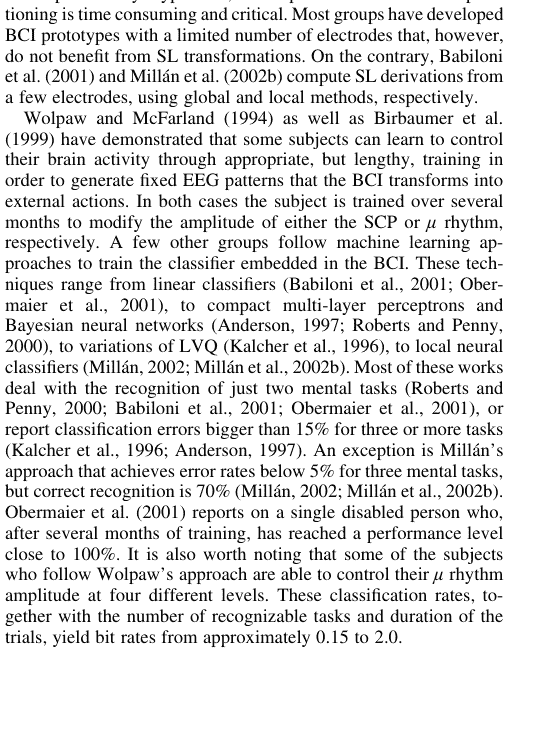 tioning is time consuming and critical. Most groups have developed
BCI prototypes with a limited number of electrodes that, however,
do not benefit from SL transformations. On the contrary, Babiloni
et al. (2001) and Millán et al. (2002b) compute SL derivations from
a few electrodes, using global and local methods, respectively.
Wolpaw and McFarland (1994) as well as Birbaumer et al.
(1999) have demonstrated that some subjects can learn to control
their brain activity through appropriate, but lengthy, training in
order to generate fixed EEG patterns that the BCI transforms into
external actions. In both cases the subject is trained over several
months to modify the amplitude of either the SCP or μ rhythm,
respectively. A few other groups follow machine learning ap-
proaches to train the classifier embedded in the BCI. These tech-
niques range from linear classifiers (Babiloni et al., 2001; Ober-
maier et al., 2001), to compact multi-layer perceptrons and
Bayesian neural networks (Anderson, 1997; Roberts and Penny,
2000), to variations of LVQ (Kalcher et al., 1996), to local neural
classifiers (Millán, 2002; Millán et al., 2002b). Most of these works
deal with the recognition of just two mental tasks (Roberts and
Penny, 2000; Babiloni et al., 2001; Obermaier et al., 2001), or
report classification errors bigger than 15% for three or more tasks
(Kalcher et al., 1996; Anderson, 1997). An exception is Millán's
approach that achieves error rates below 5% for three mental tasks,
but correct recognition is 70% (Millán, 2002; Millán et al., 2002b).
Obermaier et al. (2001) reports on a single disabled person who,
after several months of training, has reached a performance level
close to 100%. It is also worth noting that some of the subjects
who follow Wolpaw's approach are able to control their μ rhythm
amplitude at four different levels. These classification rates, to-
gether with the number of recognizable tasks and duration of the
trials, yield bit rates from approximately 0.15 to 2.0.